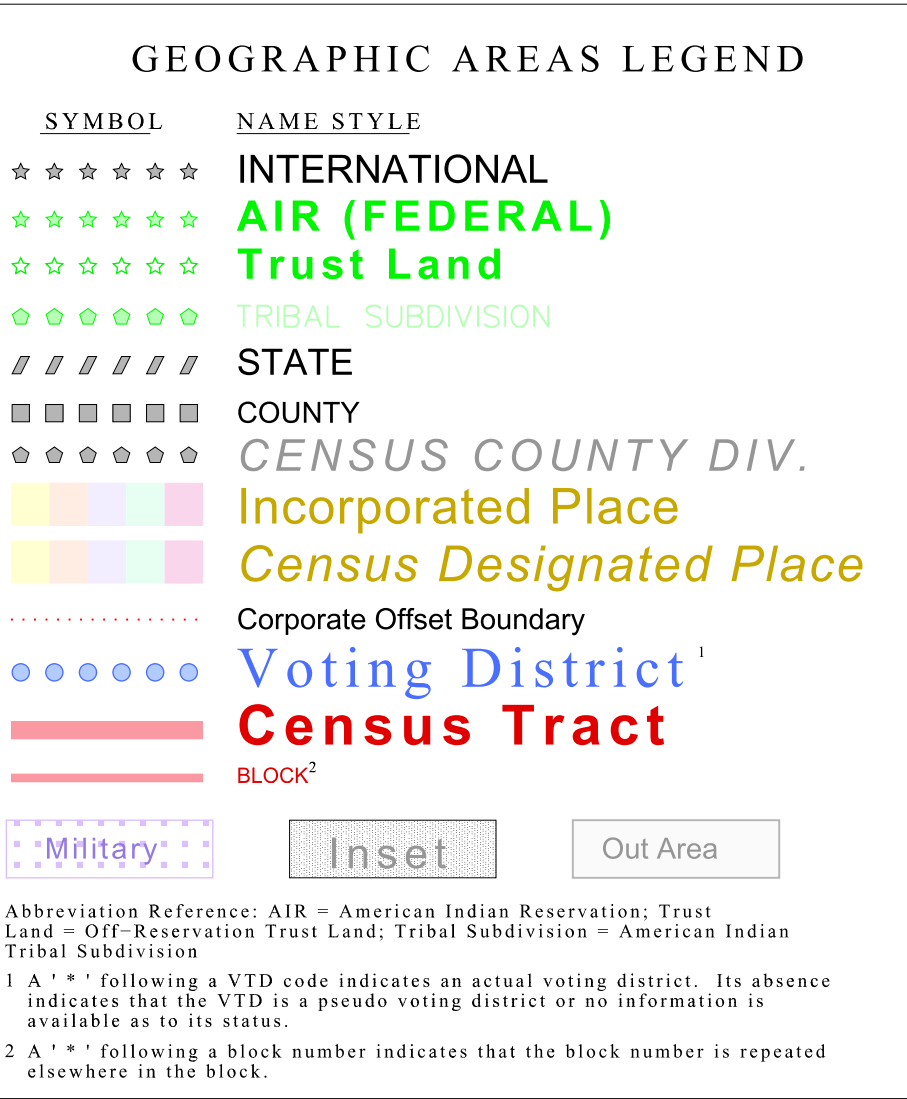 GEOGRAPHIC AREAS LEGEND
SYMBOL NAME STYLE
INTERNATIONAL
AIR (FEDERAL)
Trust Land
TRIBAL SUBDIVISION
STATE
COUNTY
CENSUS COUNTY DIV.
Incorporated Place
Census Designated Place
Corporate Offset Boundary
Voting District 1
Census Tract
BLOCK2
Military Inset Out Area
Abbreviation Reference: AIR = American Indian Reservation; Trust
Land = Off−Reservation Trust Land; Tribal Subdivision = American Indian
Tribal Subdivision
1 A ' * ' following a VTD code indicates an actual voting district. Its absence
indicates that the VTD is a pseudo voting district or no information is
available as to its status.
2 A ' * ' following a block number indicates that the block number is repeated
elsewhere in the block.